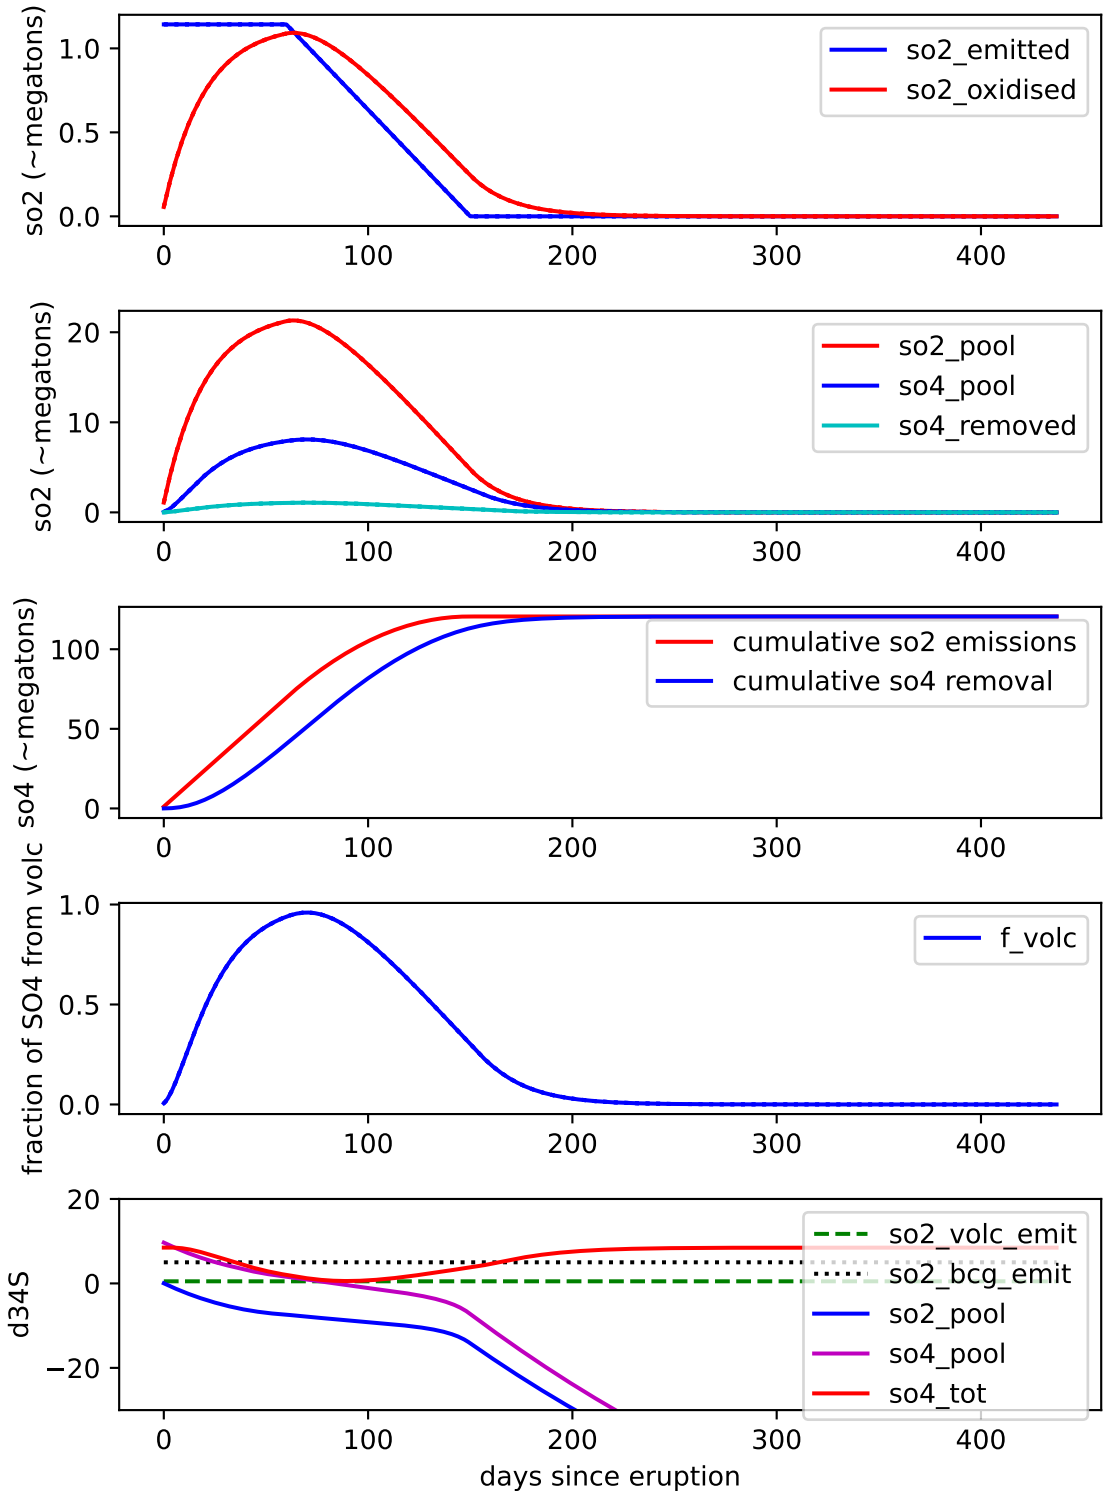 so2 (~megatons)
1.0
0.5
0.0
so2_emitted
so2_oxidised
0 100 200 300 400
so2 (~megatons)
20
10
0
so2_pool
so4_pool
so4_removed
0 100 200 300 400
so4 (~megatons)
100
50
0
cumulative so2 emissions
cumulative so4 removal
0 100 200 300 400
fraction of SO4 from volc
1.0
0.5
0.0
f_volc
0 100 200 300 400
d34S
20
0
−20
so2_volc_emit
so2_bcg_emit
so2_pool
so4_pool
so4_tot
0 100 200 300 400
days since eruption